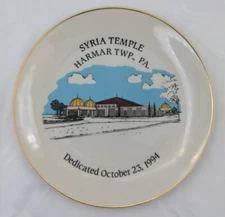 SYRIA TEMPLE
HARMAR TWP., PA.
Dedicated October 23, 1994